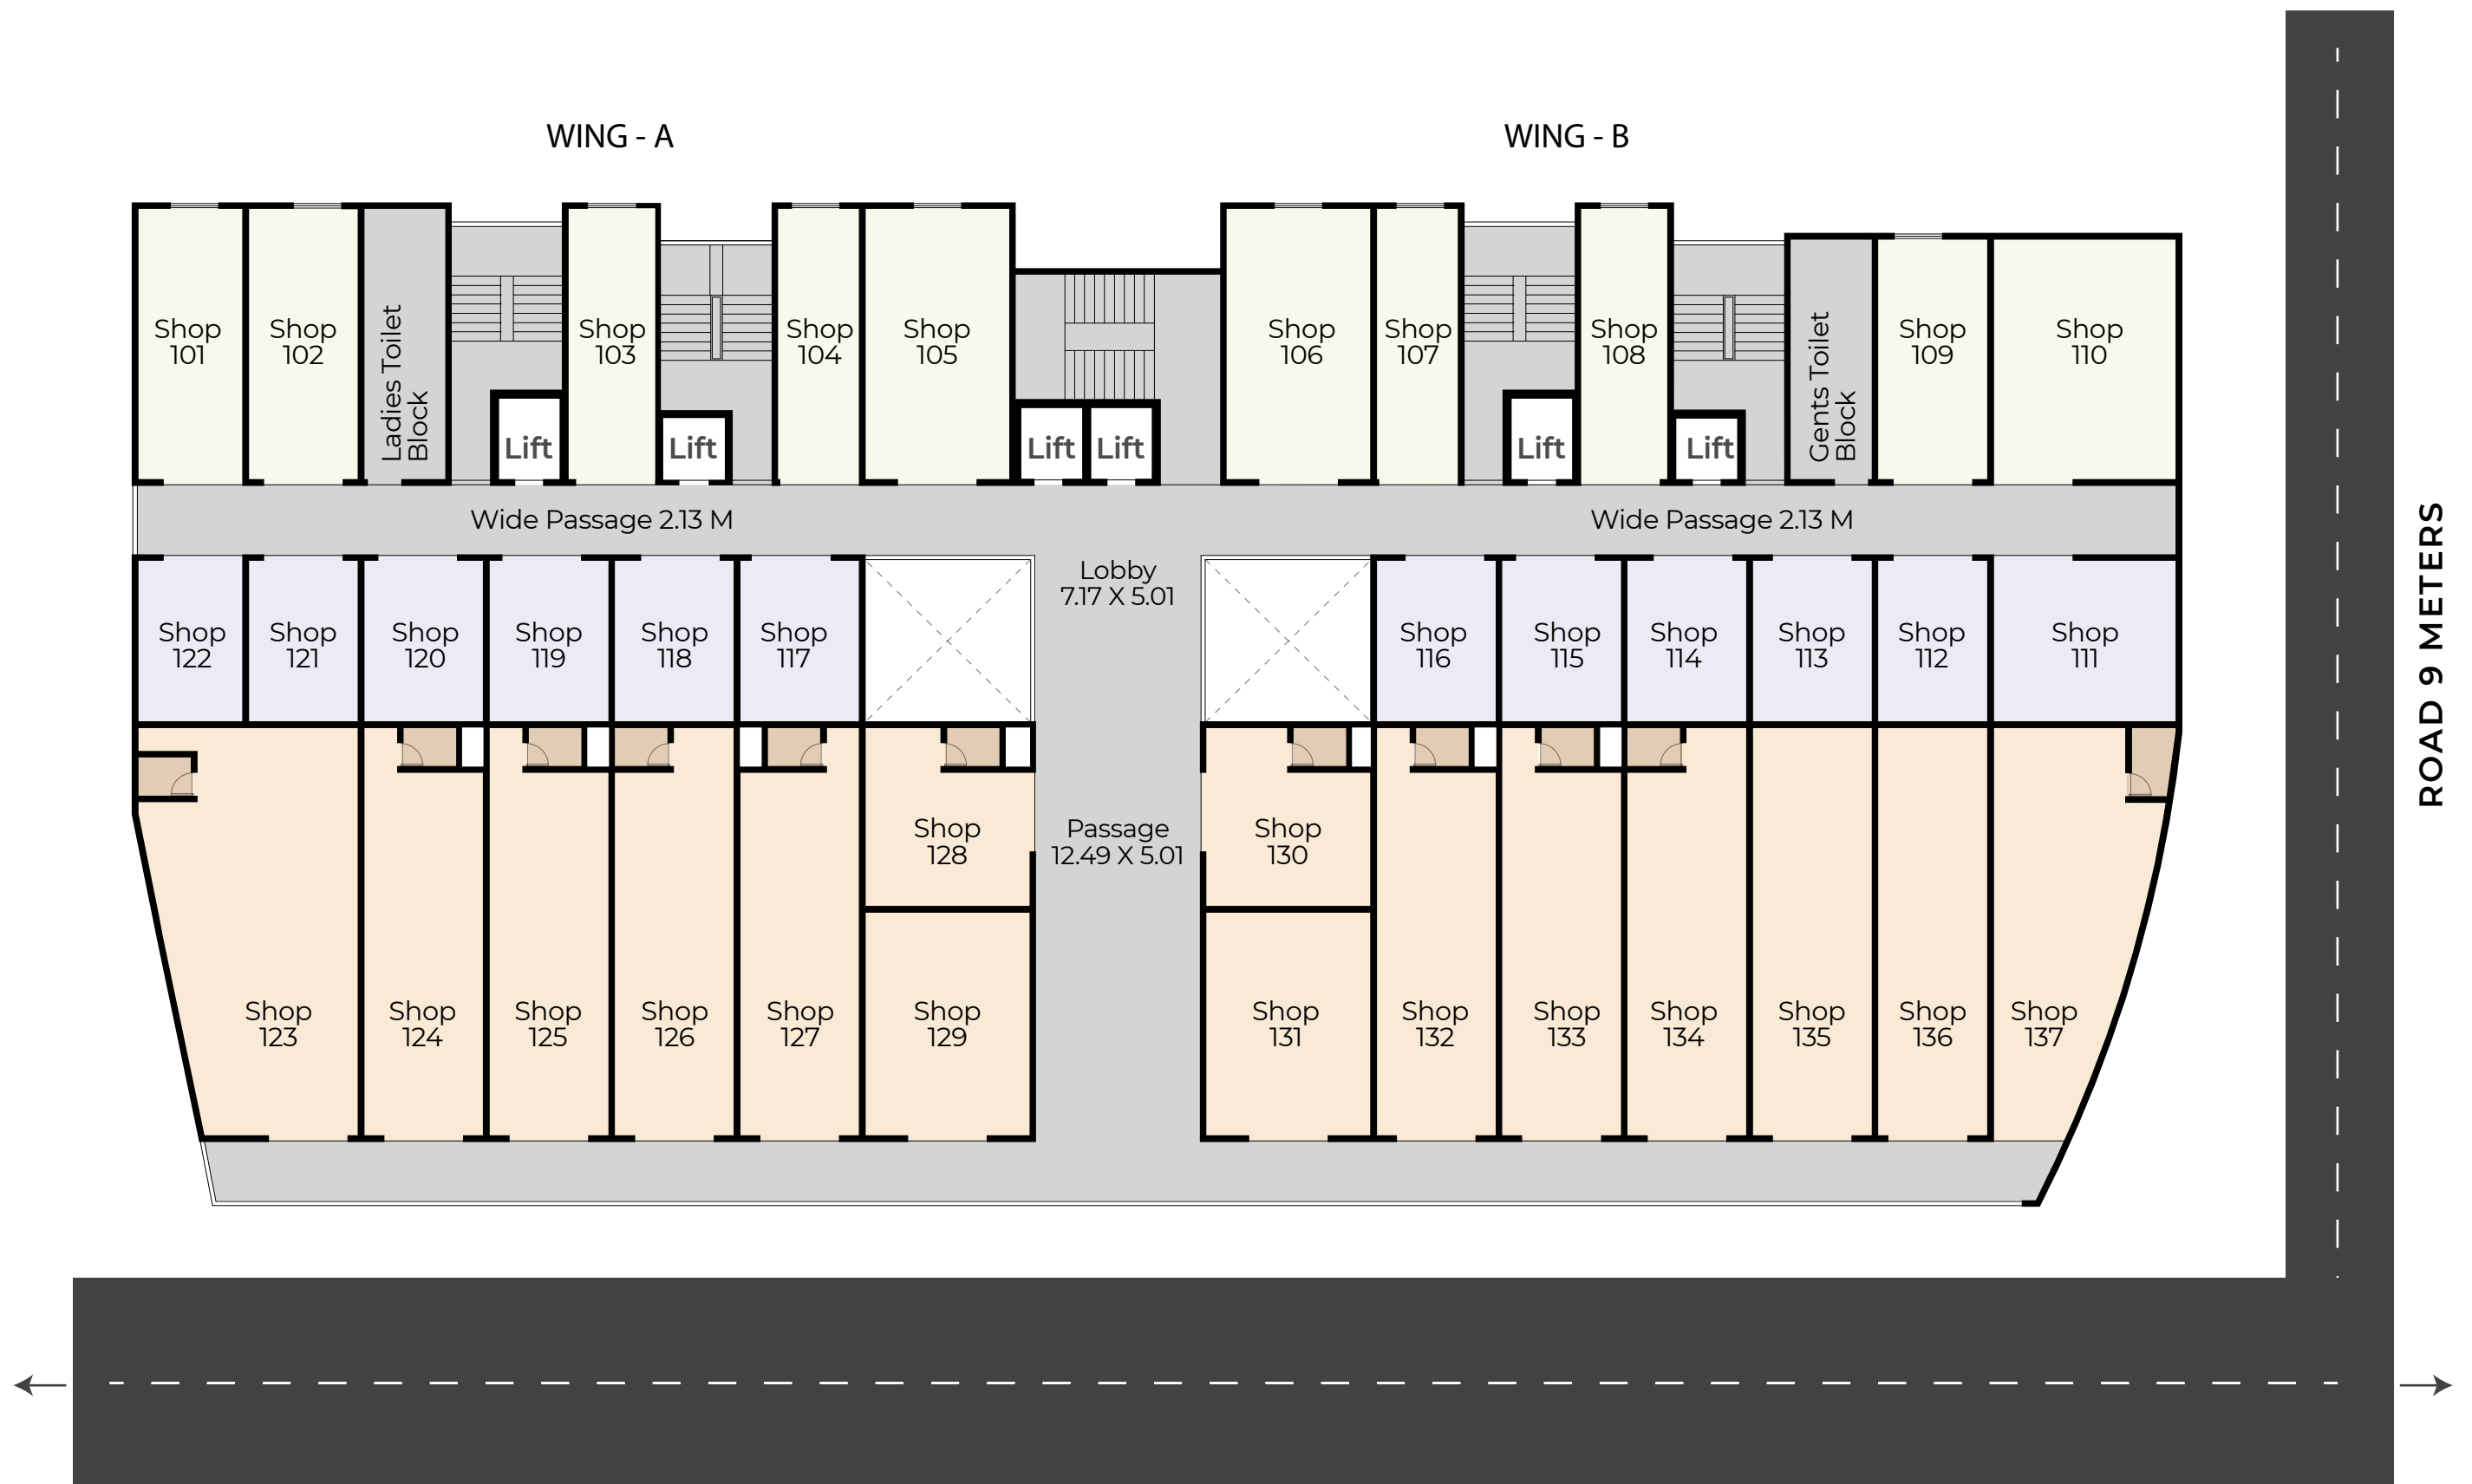 WING - A
WING - B
Shop
101
Shop
102
Ladies Toilet
Block
Lift
Shop
103
Lift
Shop
104
Shop
105
Lift
Lift
Shop
106
Shop
107
Lift
Shop
108
Lift
Gents Toilet
Block
Shop
109
Shop
110
Wide Passage 2.13 M
Wide Passage 2.13 M
Lobby
7.17 X 5.01
Shop
122
Shop
121
Shop
120
Shop
119
Shop
118
Shop
117
Shop
116
Shop
115
Shop
114
Shop
113
Shop
112
Shop
111
ROAD 9 METERS
Shop
128
Passage
12.49 X 5.01
Shop
130
Shop
123
Shop
124
Shop
125
Shop
126
Shop
127
Shop
129
Shop
131
Shop
132
Shop
133
Shop
134
Shop
135
Shop
136
Shop
137